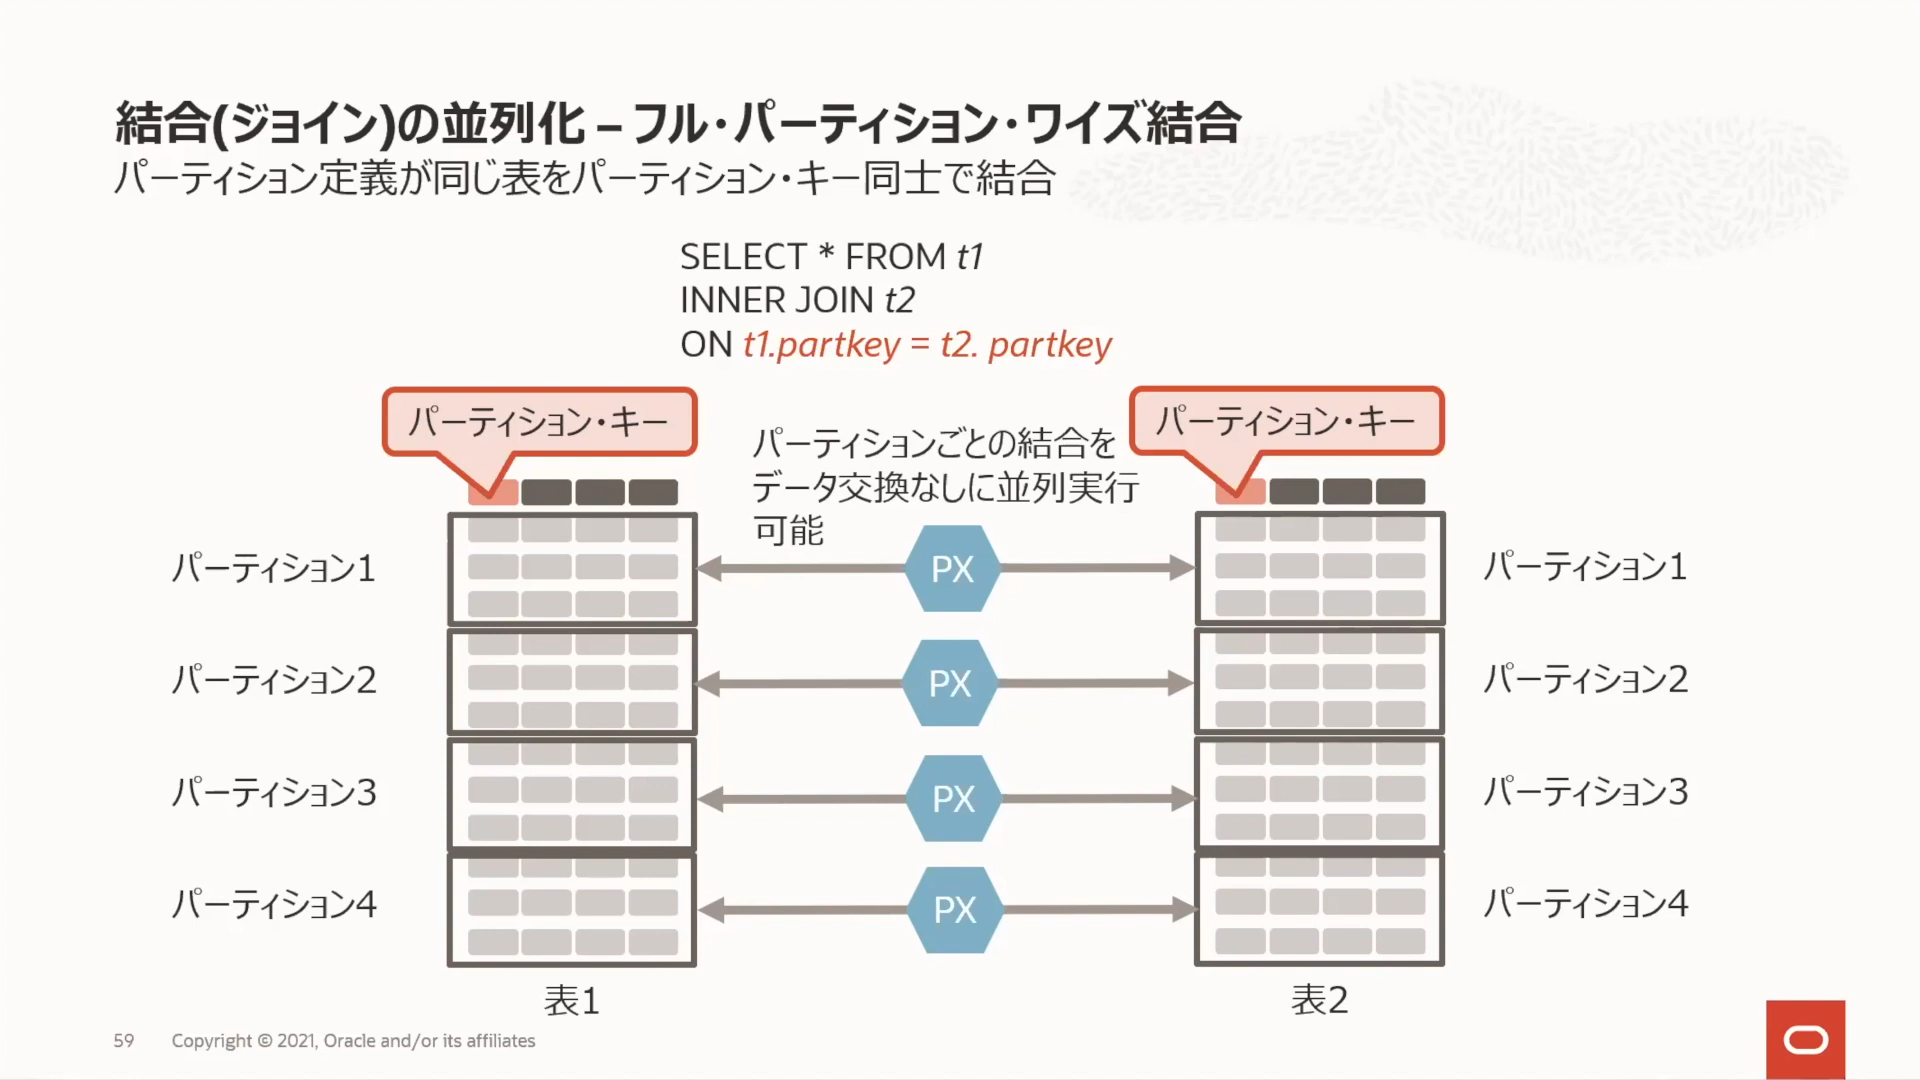 結合(ジョイン)の並列化 – フル・パーティション・ワイズ結合
パーティション定義が同じ表をパーティション・キー同士で結合
SELECT * FROM t1
INNER JOIN t2
ON t1.partkey = t2. partkey
パーティション・キー
パーティション・キー
パーティションごとの結合を
データ交換なしに並列実行
可能
パーティション1
PX
パーティション1
パーティション2
PX
パーティション2
パーティション3
PX
パーティション3
パーティション4
PX
パーティション4
表1
表2
59
Copyright © 2021, Oracle and/or its affiliates